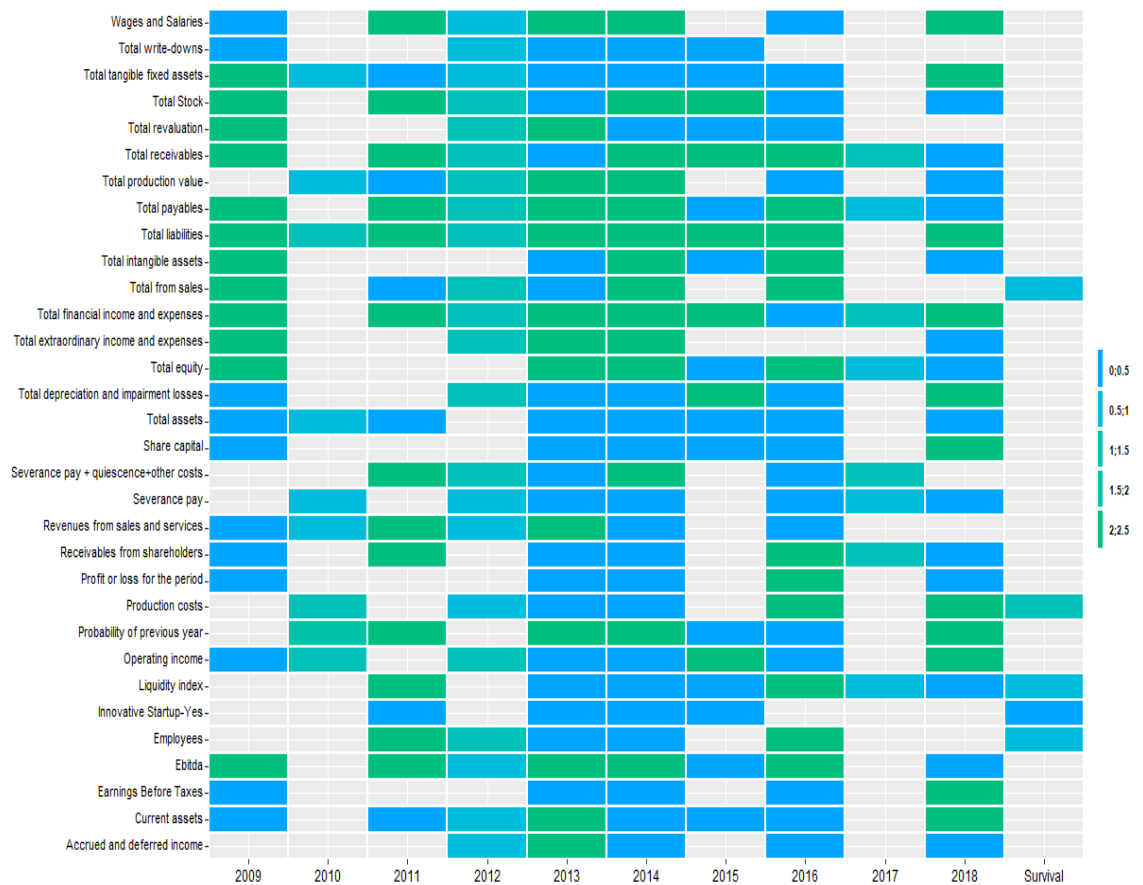 Wages and Salaries
Total write-downs
Total tangible fixed assets
Total Stock
Total revaluation
Total receivables
Total production value
Total payables
Total liabilities
Total intangible assets
Total from sales
Total financial income and expenses
Total extraordinary income and expenses
Total equity
Total depreciation and impairment losses
Total assets
Share capital
Severance pay + quiescence+other costs
Severance pay
Revenues from sales and services
Receivables from shareholders
Profit or loss for the period
Production costs
Probability of previous year
Operating income
Liquidity index
Innovative Startup-Yes
Employees
Ebitda
Earnings Before Taxes
Current assets
Accrued and deferred income
2009 2010 2011 2012 2013 2014 2015 2016 2017 2018 Survival
0;0.5
0.5;1
1;1.5
1.5;2
2;2.5